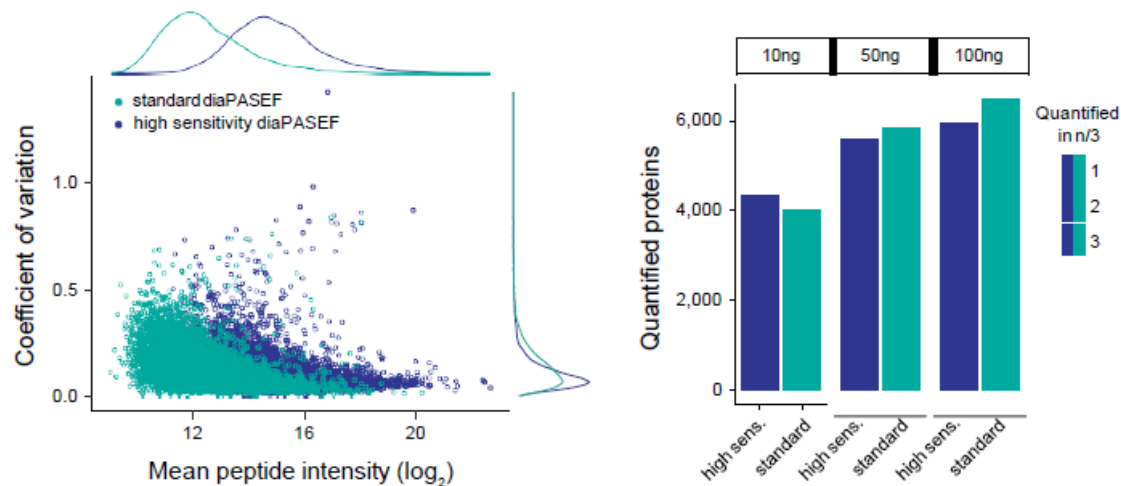 standard diaPASEF
high sensitivity diaPASEF
Coefficient of variation
1.0
0.5
0.0
12
16
20
Mean peptide intensity (log2)
10ng
50ng
100ng
Quantified proteins
6,000
4,000
2,000
0
high sens.
standard
high sens.
standard
high sens.
standard
Quantified
in n/3
1
2
3